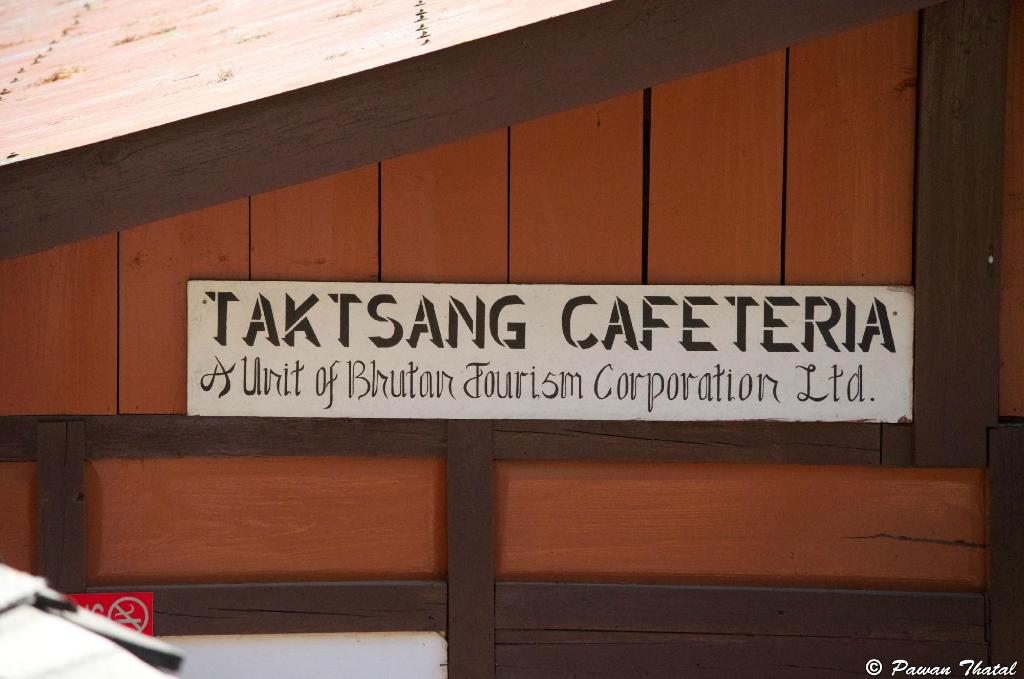 TAKTSANG CAFETERIA
A Unit of Bhutan Tourism Corporation Ltd.
© Pawan Thatal